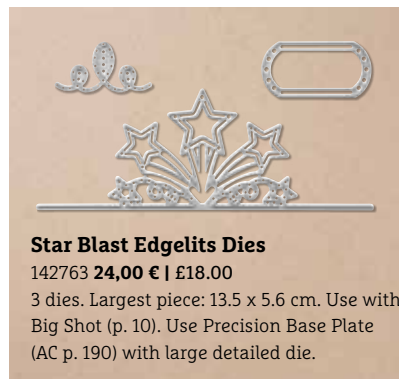 Star Blast Edgelits Dies
142763 24,00 € | £18.00
3 dies. Largest piece: 13.5 x 5.6 cm. Use with
Big Shot (p. 10). Use Precision Base Plate
(AC p. 190) with large detailed die.